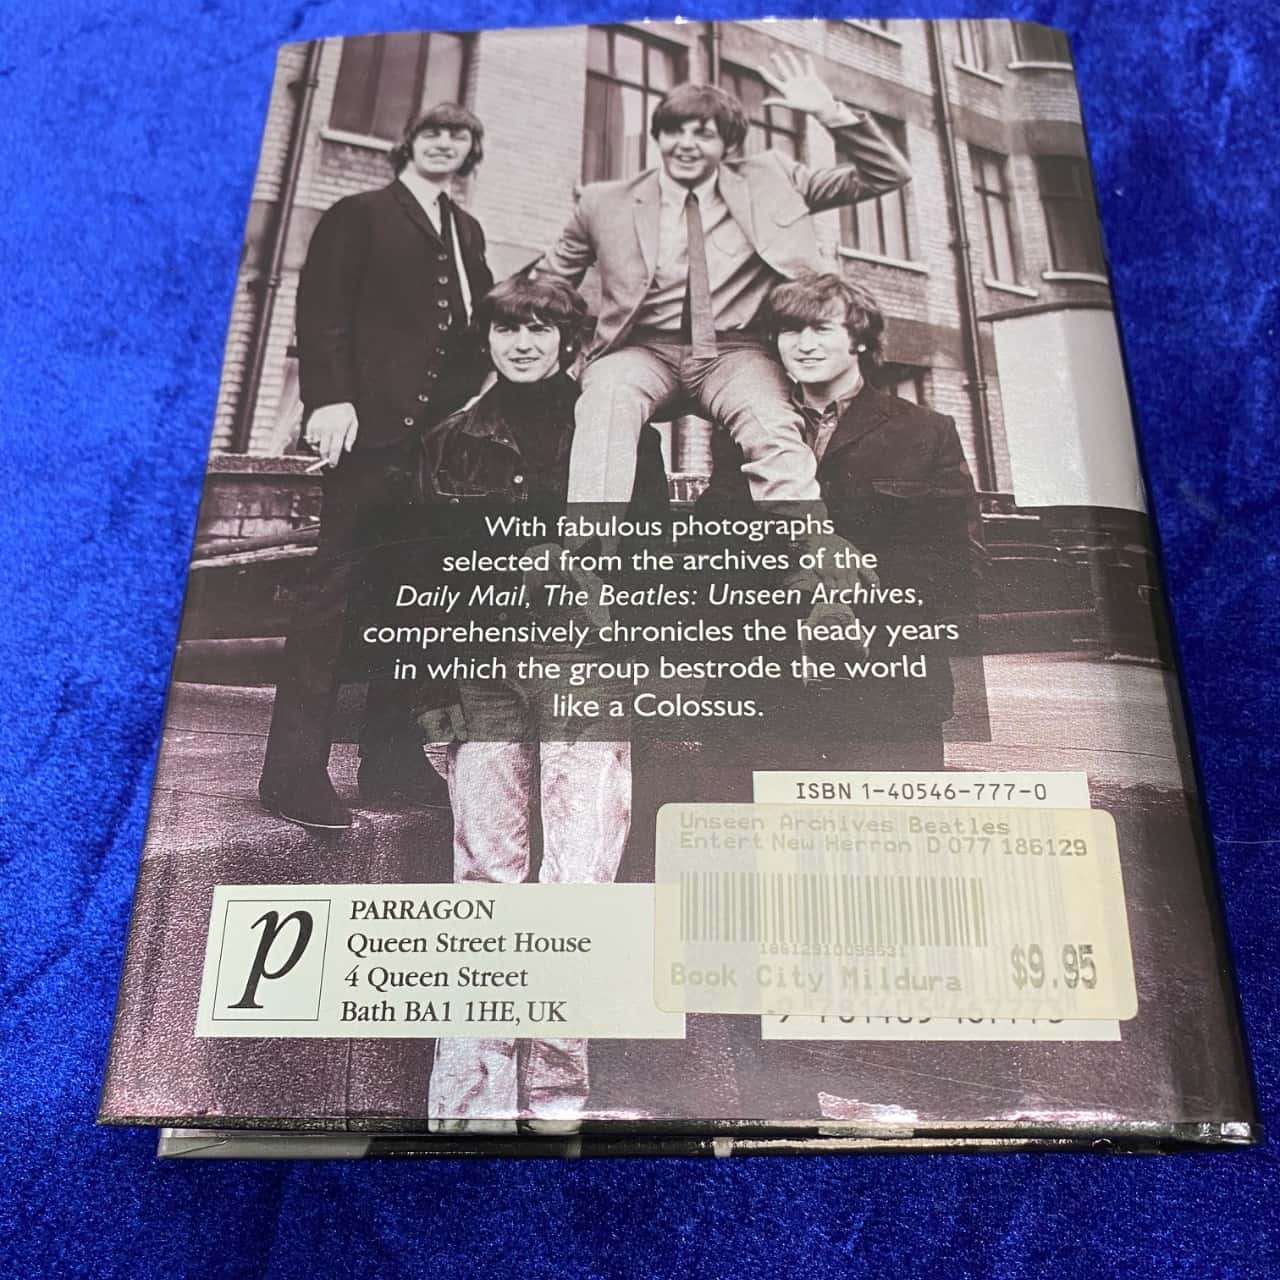 With fabulous photographs
selected from the archives of the
Daily Mail, The Beatles: Unseen Archives,
comprehensively chronicles the heady years
in which the group bestrode the world
like a Colossus.
ISBN 1-40546-777-0
Unseen Archives Beatles
Entert New Herron D 077 186129
Book City Mildura $9.95
p
PARRAGON
Queen Street House
4 Queen Street
Bath BA1 1HE, UK